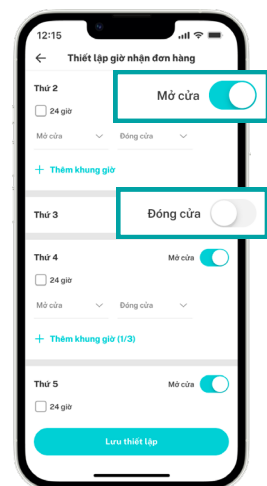 12:15
Thiết lập giờ nhận đơn hàng
Thứ 2
Mở cửa
24 giờ
Mở cửa
Đóng cửa
+ Thêm khung giờ
Thứ 3
Đóng cửa
Thứ 4
Mở cửa
24 giờ
Mở cửa
Đóng cửa
+ Thêm khung giờ (1/3)
Thứ 5
Mở cửa
24 giờ
Lưu thiết lập